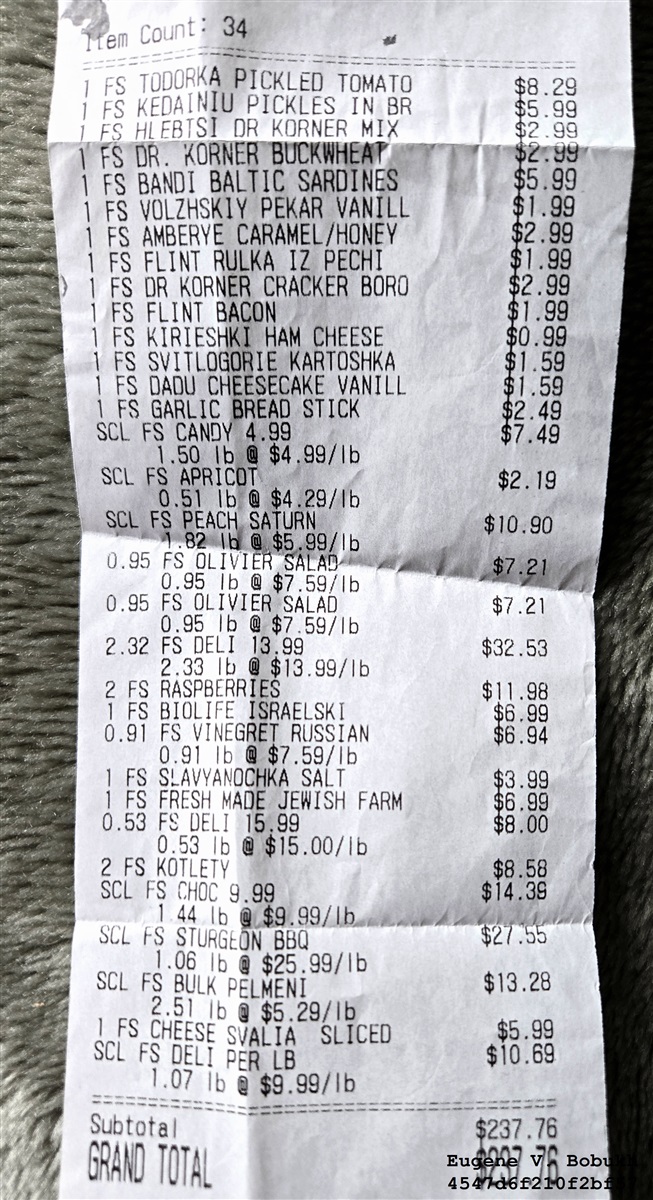 Item Count: 34
1 FS TODORKA PICKLED TOMATO $8.29
1 FS KEDAINIU PICKLES IN BR $5.99
1 FS HLEBTSI DR KORNER MIX $2.99
1 FS DR. KORNER BUCKWHEAT $2.99
1 FS BANDI BALTIC SARDINES $5.99
1 FS VOLZHSKIY PEKAR VANILL $1.99
1 FS AMBERYE CARAMEL/HONEY $2.99
1 FS FLINT RULKA IZ PECHI $1.99
1 FS DR KORNER CRACKER BORO $2.99
1 FS FLINT BACON $1.99
1 FS KIRIESHKI HAM CHEESE $0.99
1 FS SVITLOGORIE KARTOSHKA $1.59
1 FS DADU CHEESECAKE VANILL $1.59
1 FS GARLIC BREAD STICK $2.49
SCL FS CANDY 4.99 $7.49
1.50 lb @ $4.99/lb
SCL FS APRICOT $2.19
0.51 lb @ $4.29/lb
SCL FS PEACH SATURN $10.90
1.82 lb @ $5.99/lb
0.95 FS OLIVIER SALAD $7.21
0.95 lb @ $7.59/lb
0.95 FS OLIVIER SALAD $7.21
0.95 lb @ $7.59/lb
2.32 FS DELI 13.99 $32.53
2.33 lb @ $13.99/lb
2 FS RASPBERRIES $11.98
1 FS BIOLIFE ISRAELSKI $6.99
0.91 FS VINEGRET RUSSIAN $6.94
0.91 lb @ $7.59/lb
1 FS SLAVYANOCHKA SALT $3.99
1 FS FRESH MADE JEWISH FARM $6.99
0.53 FS DELI 15.99 $8.00
0.53 lb @ $15.00/lb
2 FS KOTLETY $8.58
SCL FS CHOC 9.99 $14.39
1.44 lb @ $9.99/lb
SCL FS STURGEON BBQ $27.55
1.06 lb @ $25.99/lb
SCL FS BULK PELMENI $13.28
2.51 lb @ $5.29/lb
1 FS CHEESE SVALIA SLICED $5.99
SCL FS DELI PER LB $10.69
1.07 lb @ $9.99/lb
Subtotal $237.76
GRAND TOTAL $237.76
Eugene V